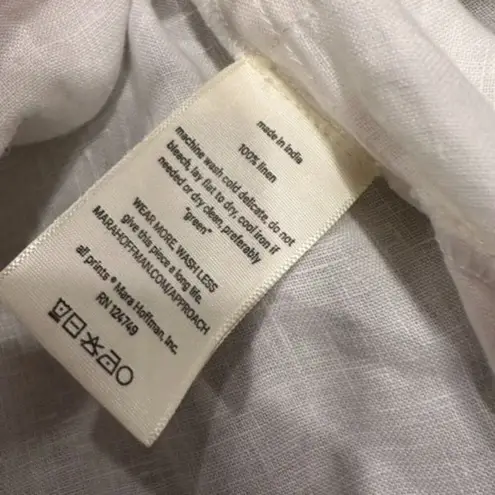 made in India
100% linen
machine wash cold delicate, do not
bleach, lay flat to dry, cool iron if
needed or dry clean, preferably
"green"
WEAR MORE. WASH LESS
give this piece a long life.
MARAHOFFMAN.COM/APPROACH
all prints ® Mara Hoffman, Inc.
RN 124749